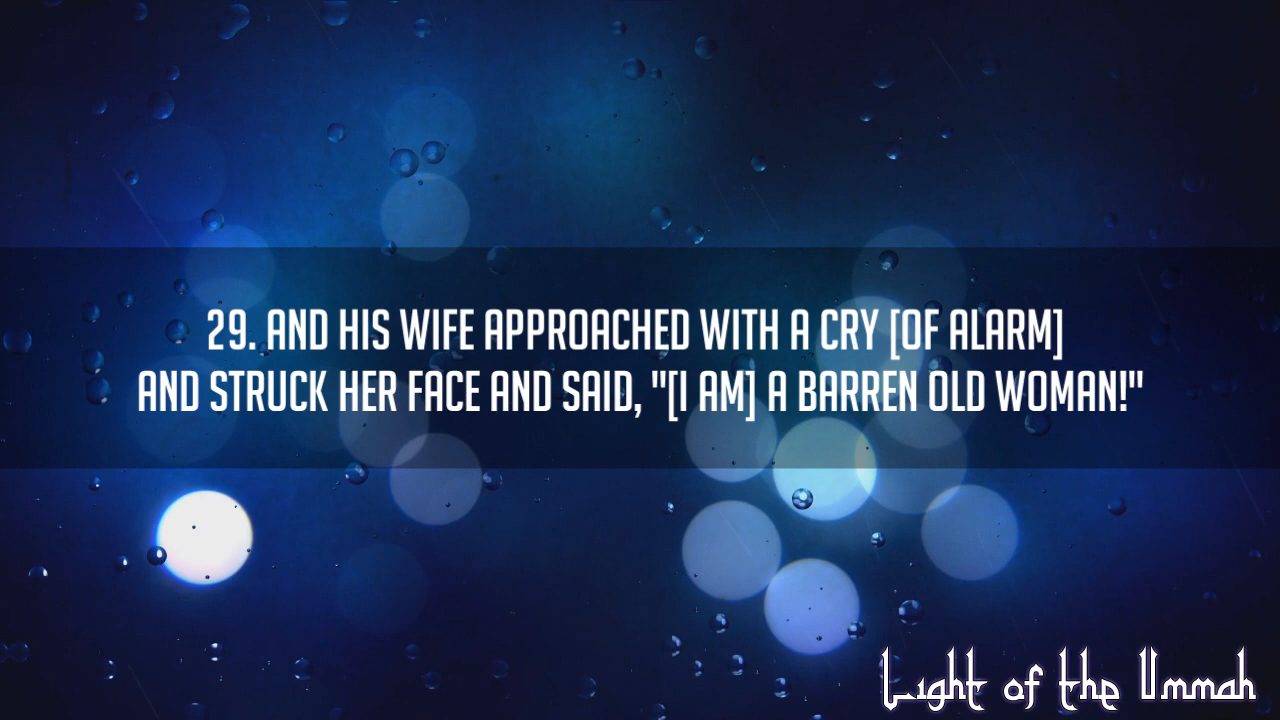 29. AND HIS WIFE APPROACHED WITH A CRY [OF ALARM]
AND STRUCK HER FACE AND SAID, "[I AM] A BARREN OLD WOMAN!"
Light of the Ummah